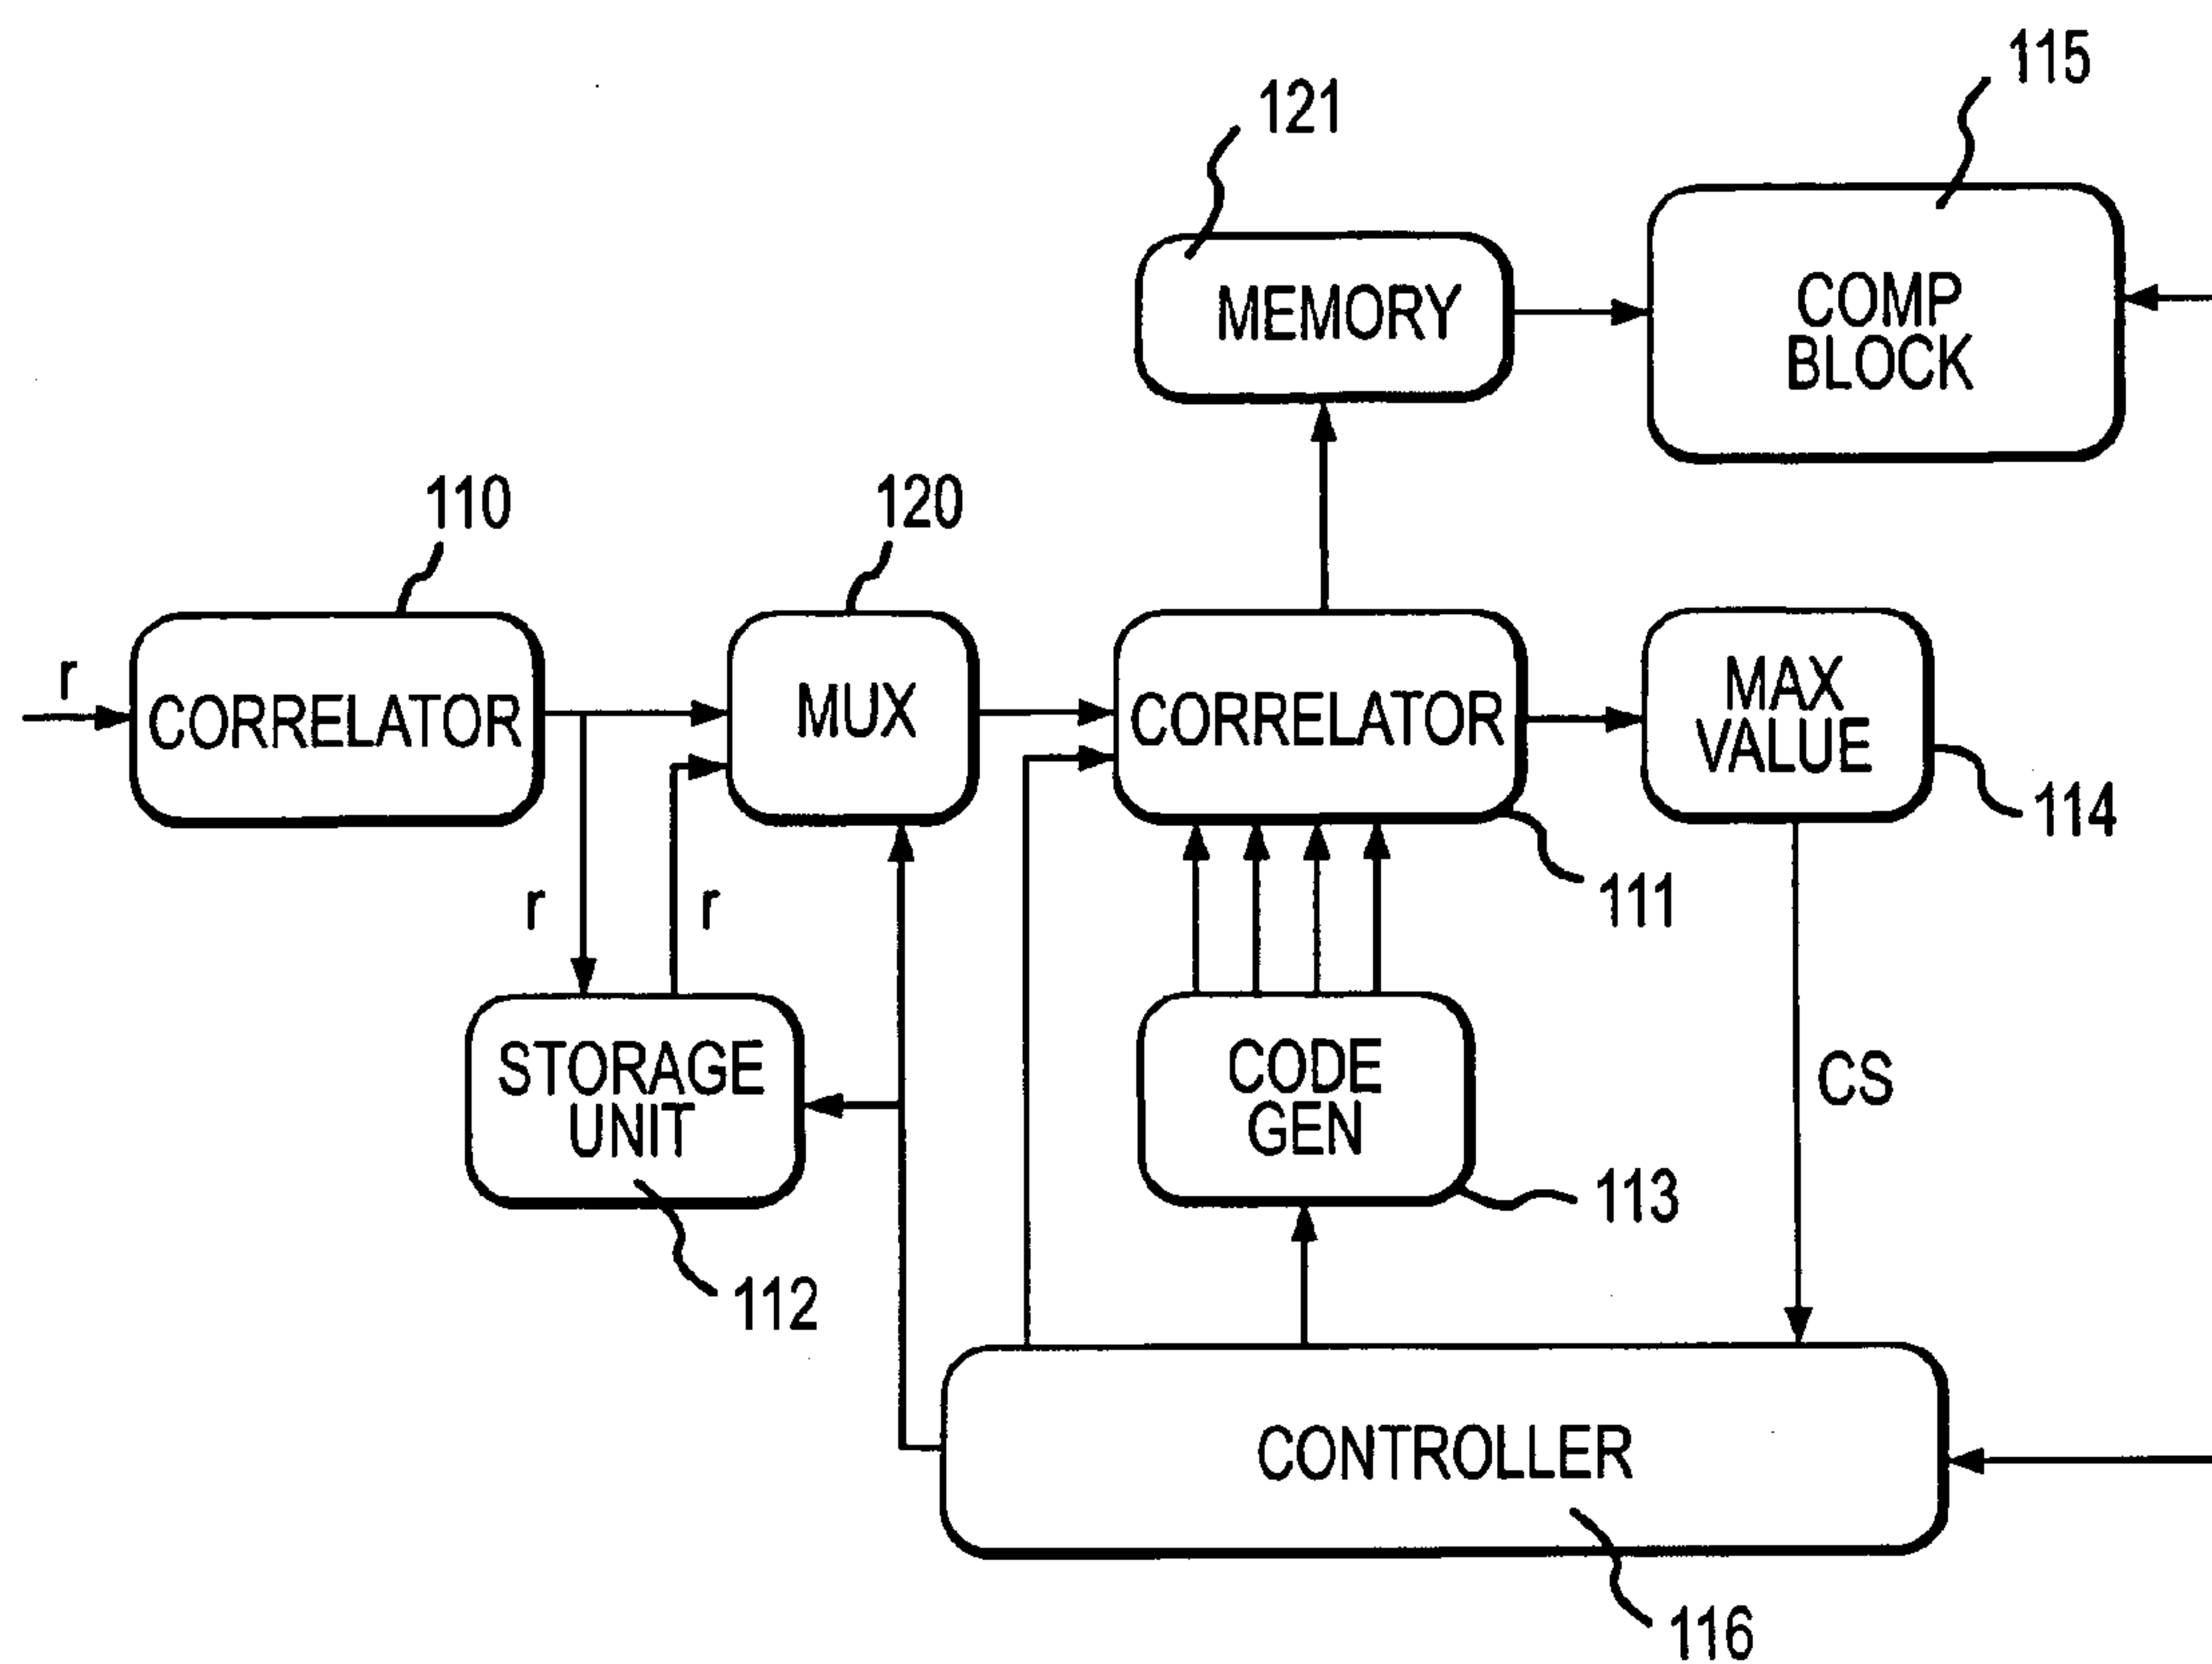 115
121
MEMORY
COMP
BLOCK
110
120
r
CORRELATOR
MUX
CORRELATOR
MAX
VALUE
114
r
r
111
STORAGE
UNIT
CODE
GEN
CS
113
112
CONTROLLER
116